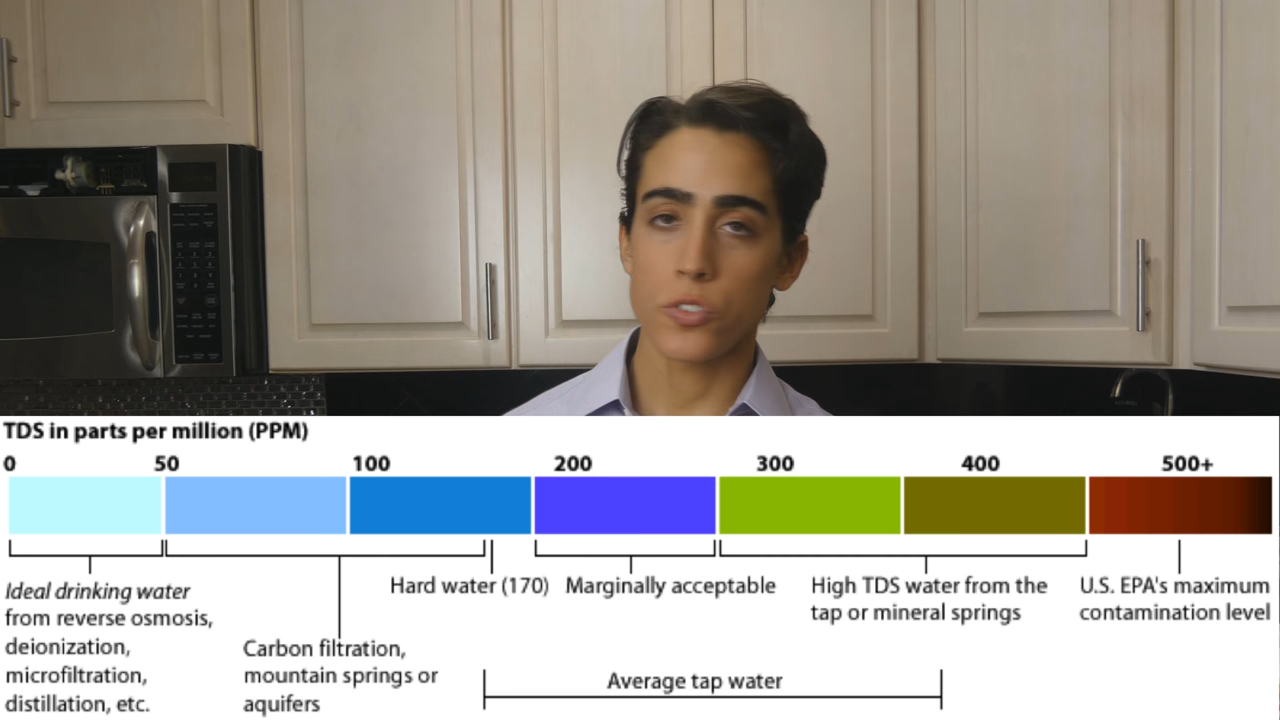 TDS in parts per million (PPM)
0 50 100 200 300 400 500+
Ideal drinking water
from reverse osmosis,
deionization,
microfiltration,
distillation, etc.
Carbon filtration,
mountain springs or
aquifers
Hard water (170)
Marginally acceptable
High TDS water from the
tap or mineral springs
U.S. EPA's maximum
contamination level
Average tap water